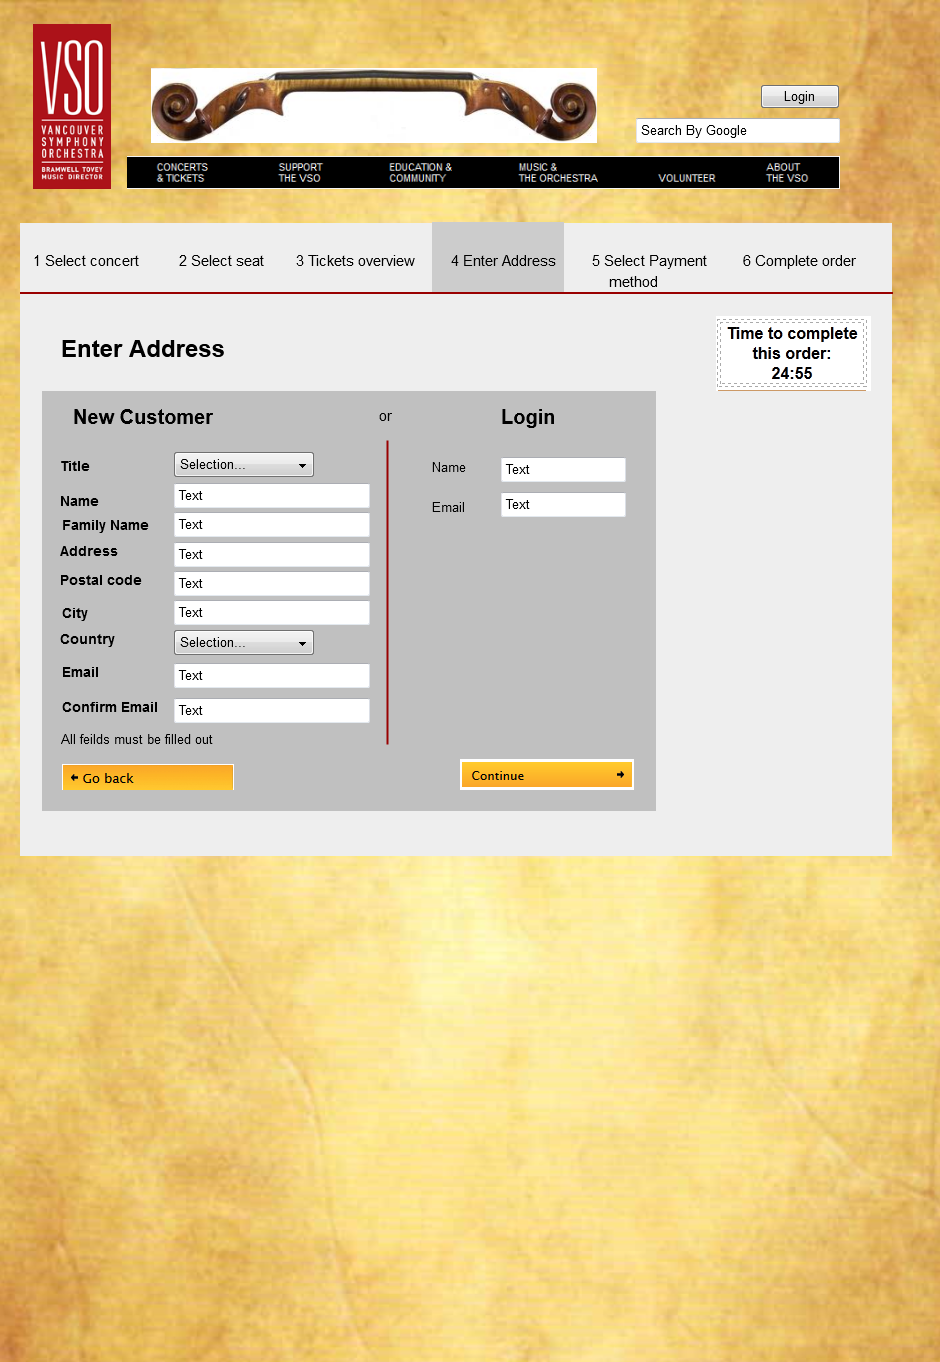 VSO
VANCOUVER
SYMPHONY
ORCHESTRA
BRAMWELL TOVEY
MUSIC DIRECTOR
Login
Search By Google
CONCERTS
& TICKETS
SUPPORT
THE VSO
EDUCATION &
COMMUNITY
MUSIC &
THE ORCHESTRA
VOLUNTEER
ABOUT
THE VSO
1 Select concert
2 Select seat
3 Tickets overview
4 Enter Address
5 Select Payment
method
6 Complete order
Time to complete
this order:
24:55
Enter Address
New Customer
or
Login
Title
Selection...
Name
Text
Family Name
Text
Address
Text
Postal code
Text
City
Text
Country
Selection...
Email
Text
Confirm Email
Text
All feilds must be filled out
Name
Text
Email
Text
Go back
Continue